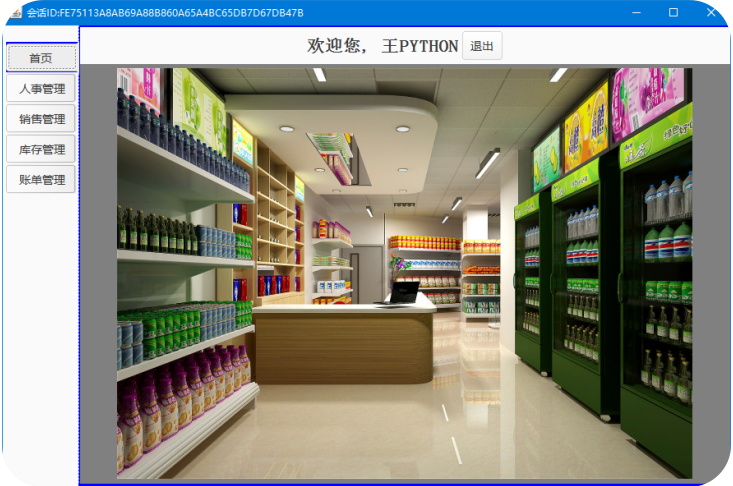 会话ID:FE75113A8AB69A88B860A65A4BC65DB7D67DB47B
欢迎您, 王PYTHON 退出
首页
人事管理
销售管理
库存管理
账单管理